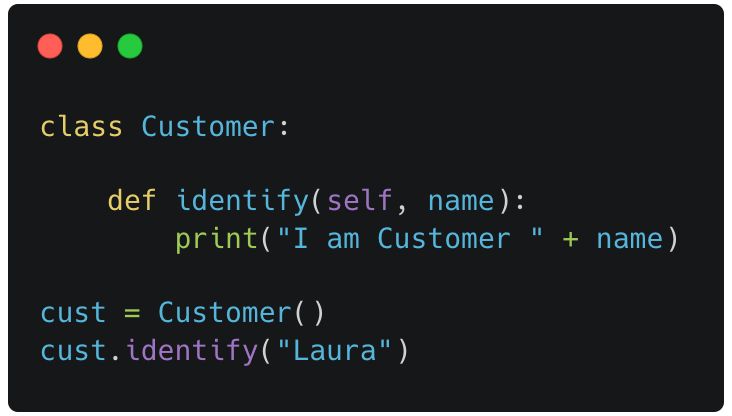 class Customer:
    def identify(self, name):
        print("I am Customer " + name)
cust = Customer()
cust.identify("Laura")